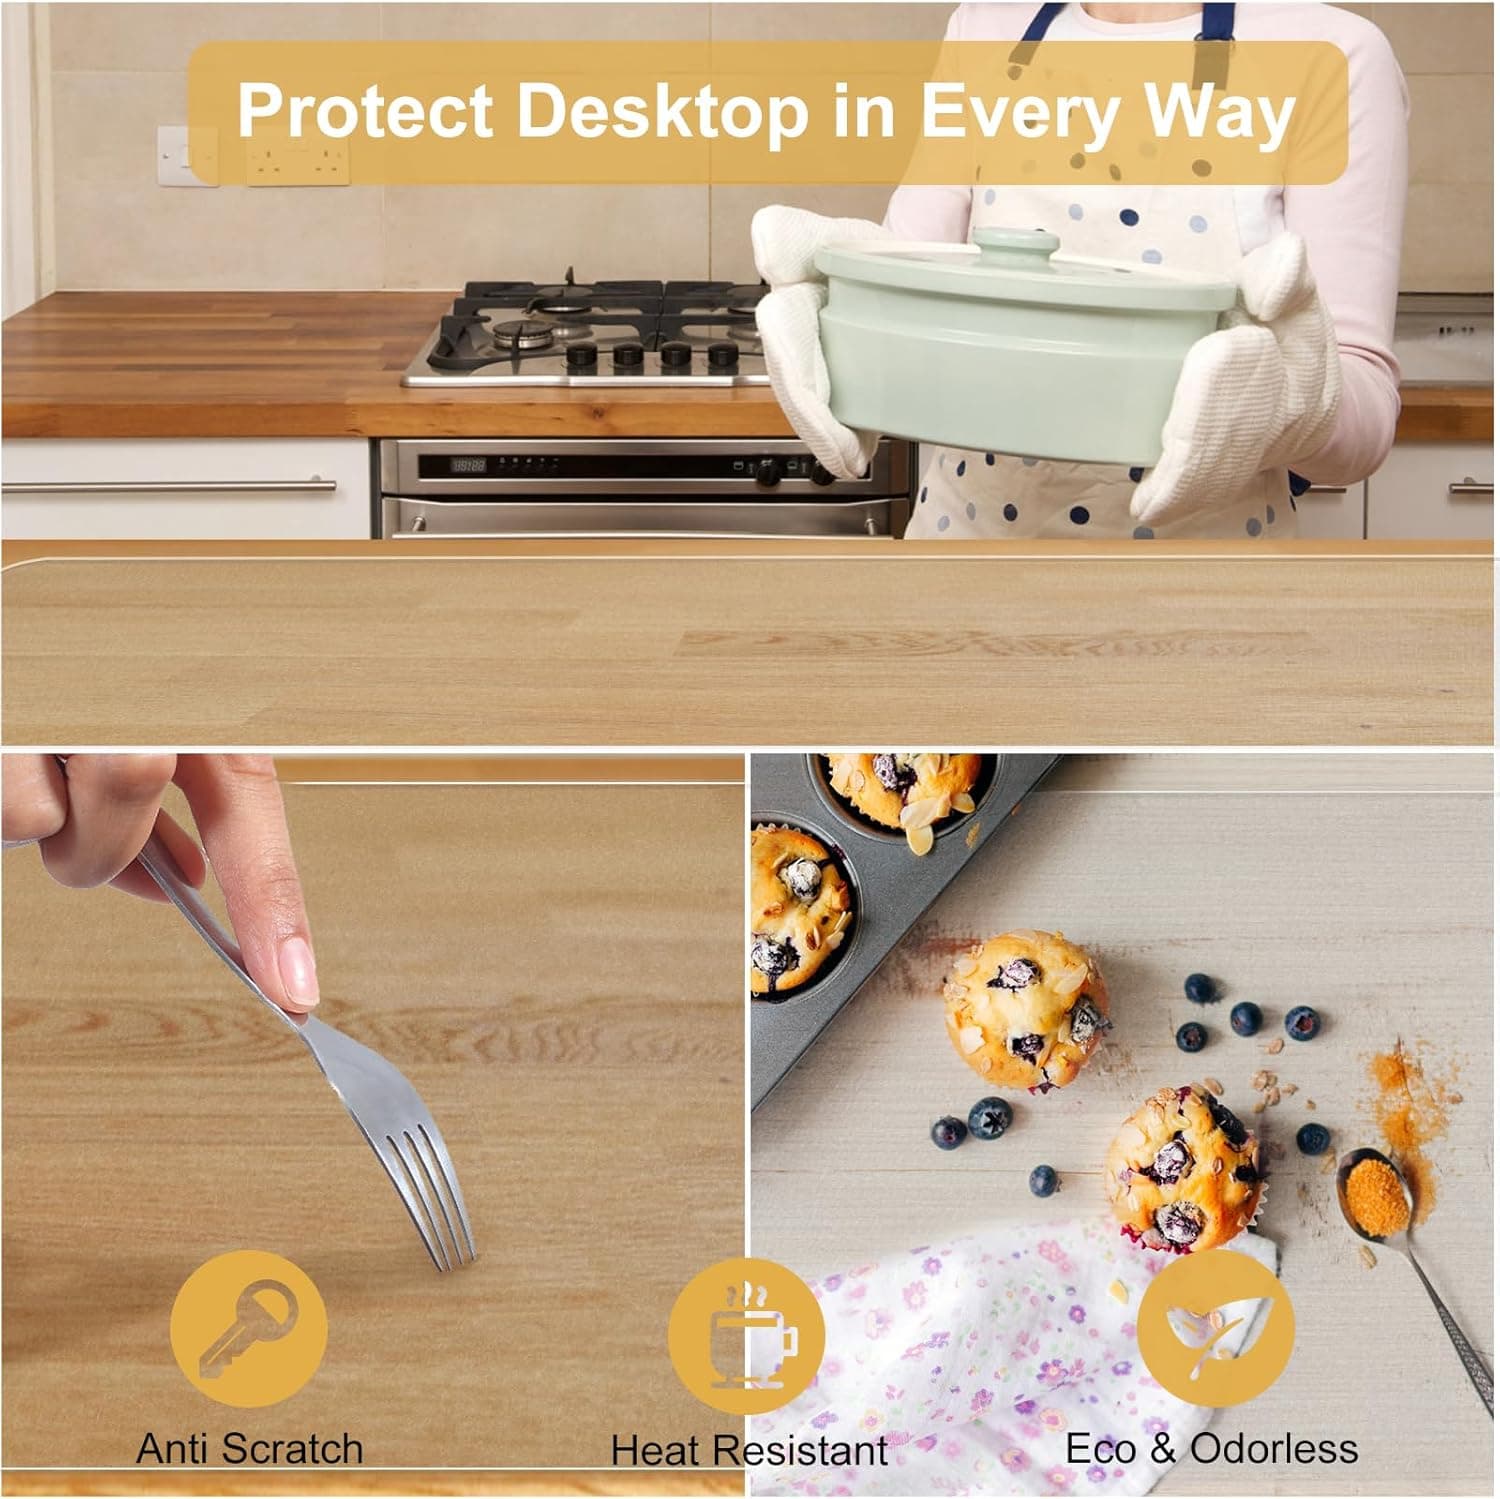 Protect Desktop in Every Way
Anti Scratch
Heat Resistant
Eco & Odorless